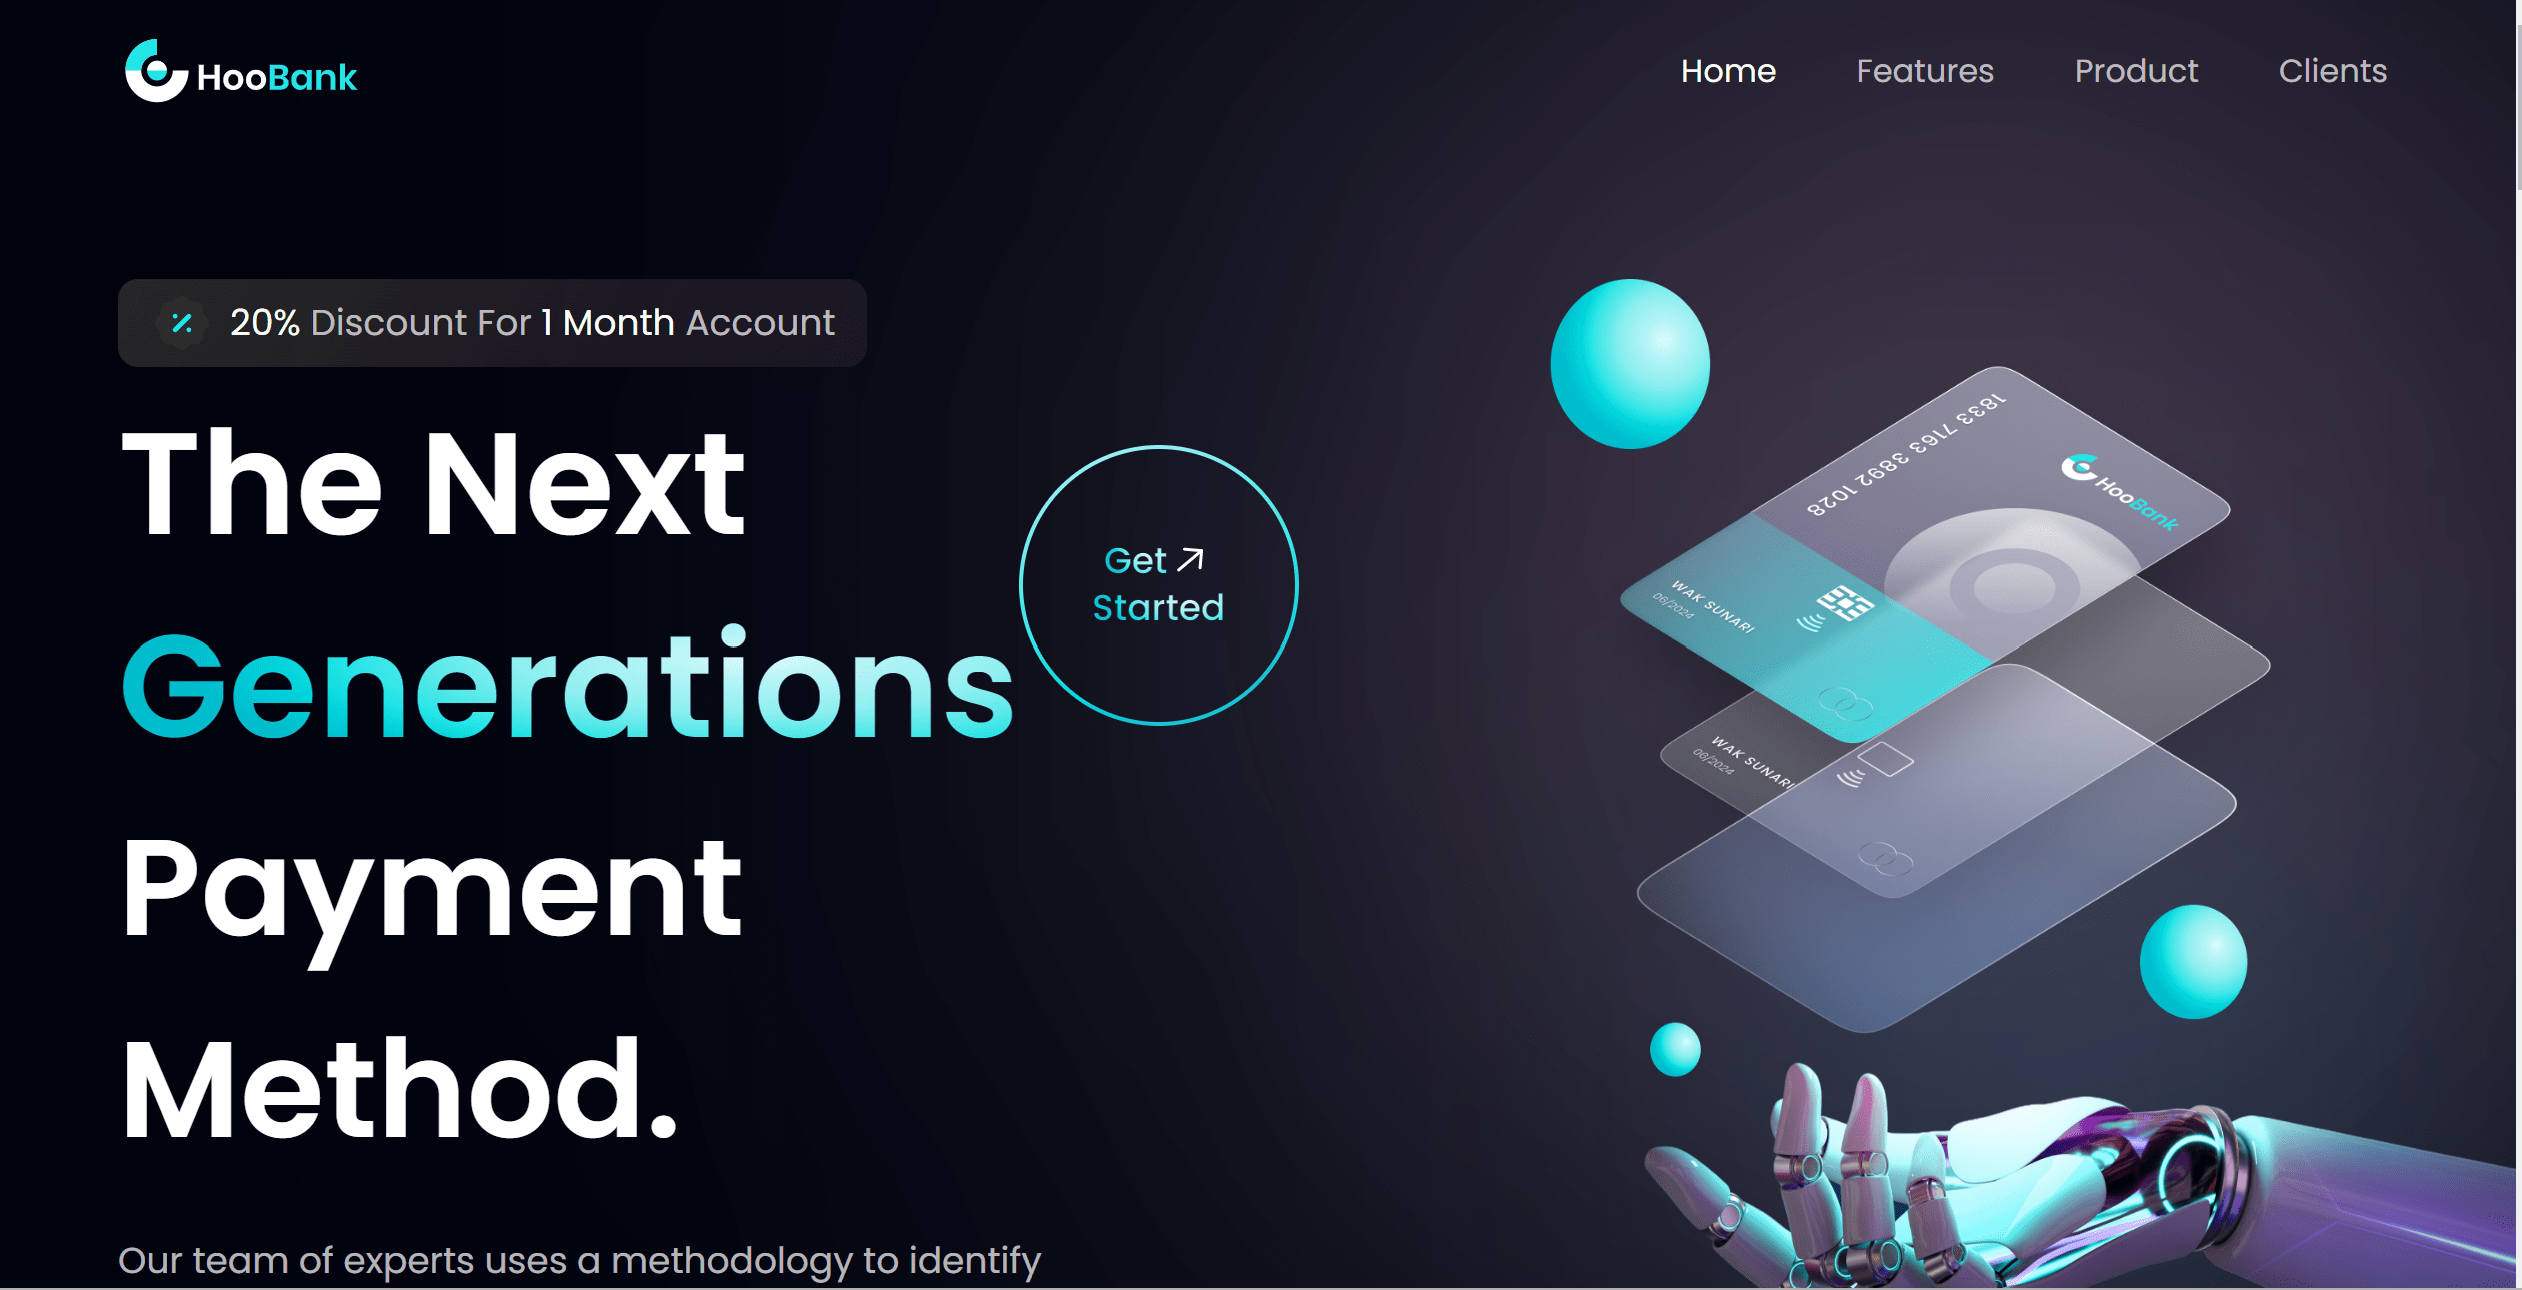 HooBank
Home Features Product Clients
20% Discount For 1 Month Account
The Next
Generations
Payment
Method.
Get
Started
Our team of experts uses a methodology to identify
1833 7163 3892 1028
HooBank
WAK SUNARI
06/2024
WAK SUNARI
06/2024